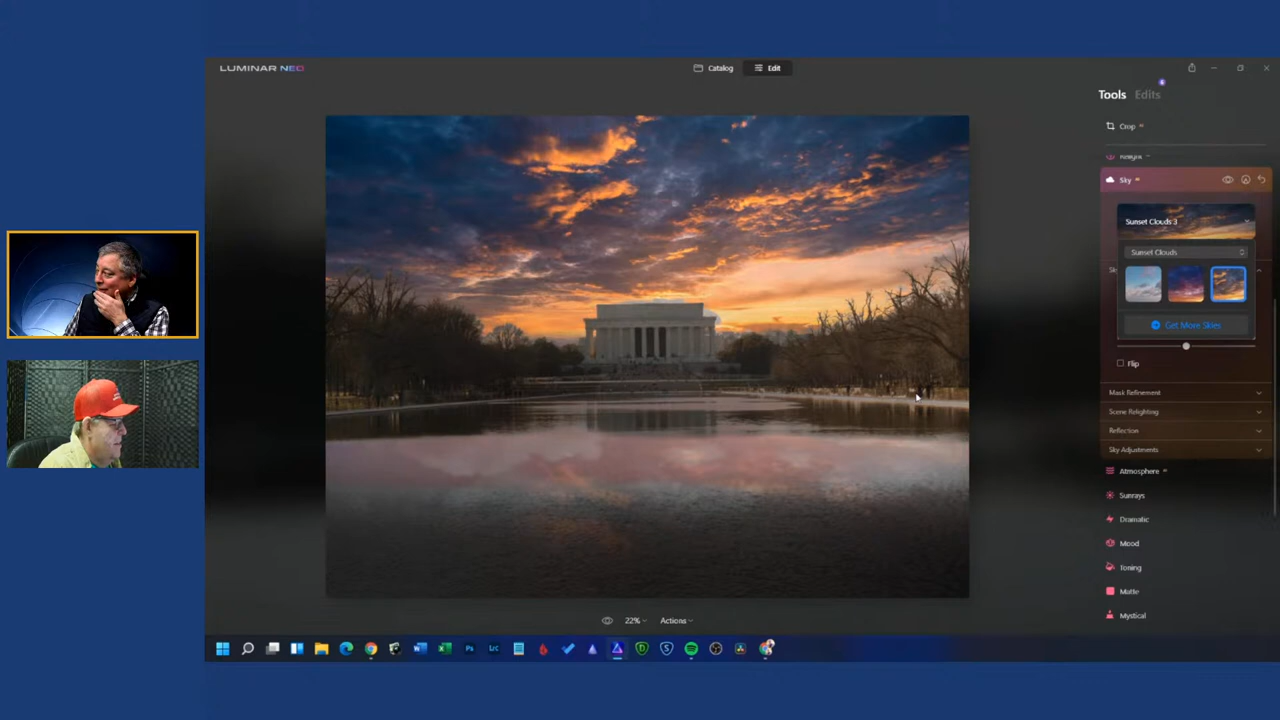 LUMINAR NEO
Catalog
Edit
Tools Edits
Crop
Sky
Sunset Clouds 3
Sunset Clouds
Get More Skies
Flip
Mask Refinement
Scene Relighting
Reflection
Sky Adjustments
Atmosphere
Sunrays
Dramatic
Mood
Toning
Matte
Mystical
22%
Actions